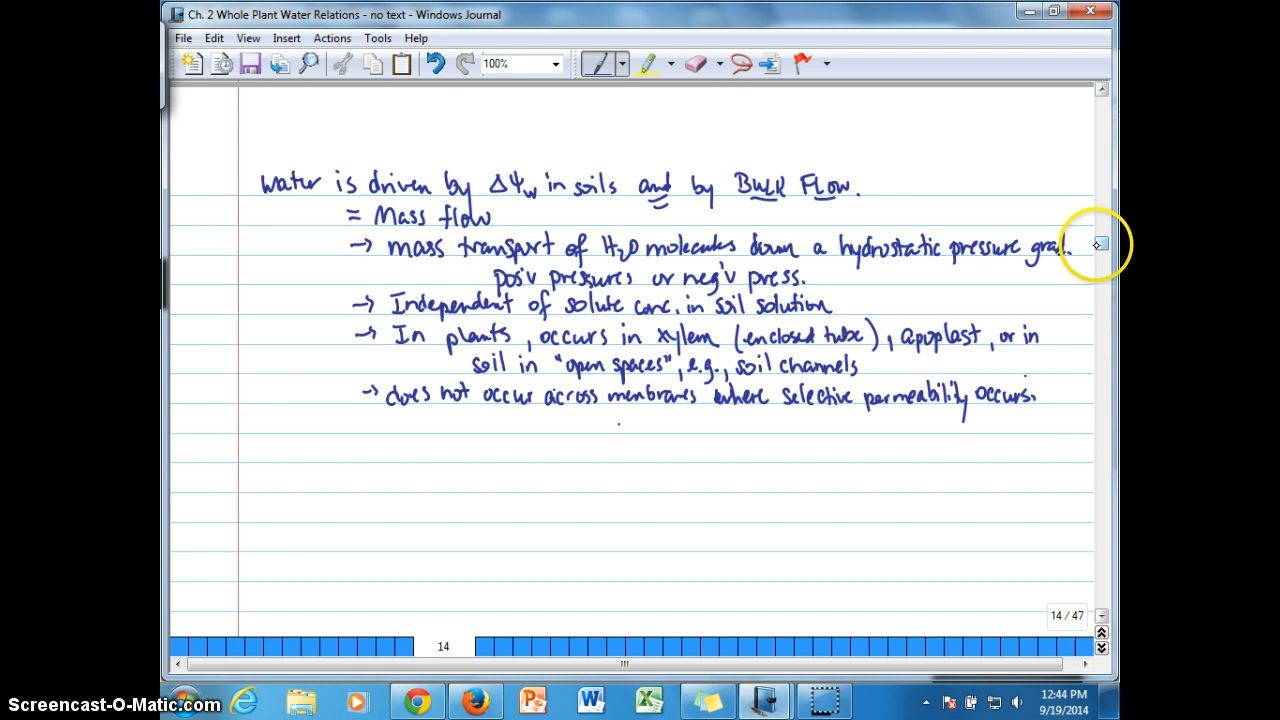 Ch. 2 Whole Plant Water Relations - no text - Windows Journal
File Edit View Insert Actions Tools Help
100%
Water is driven by ΔΨw in soils and by BULK FLOW.
= Mass flow
→ mass transport of H2O molecules down a hydrostatic pressure grad.
pos'v pressures or neg'v press.
→ Independent of solute conc. in soil solution
→ In plants, occurs in xylem (enclosed tube), apoplast, or in
soil in "open spaces", e.g., soil channels
→ does not occur across membranes where selective permeability occurs.
14 / 47
14
12:44 PM
9/19/2014
Screencast-O-Matic.com